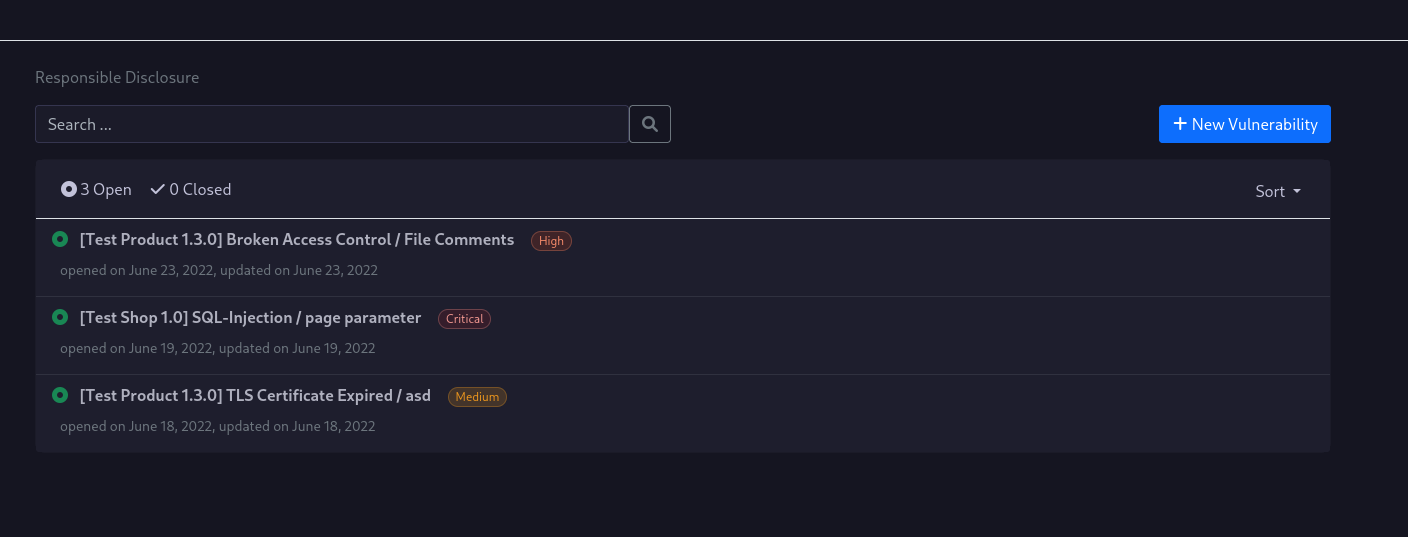 Responsible Disclosure
Search ...
New Vulnerability
3 Open 0 Closed
Sort
[Test Product 1.3.0] Broken Access Control / File Comments High
opened on June 23, 2022, updated on June 23, 2022
[Test Shop 1.0] SQL-Injection / page parameter Critical
opened on June 19, 2022, updated on June 19, 2022
[Test Product 1.3.0] TLS Certificate Expired / asd Medium
opened on June 18, 2022, updated on June 18, 2022